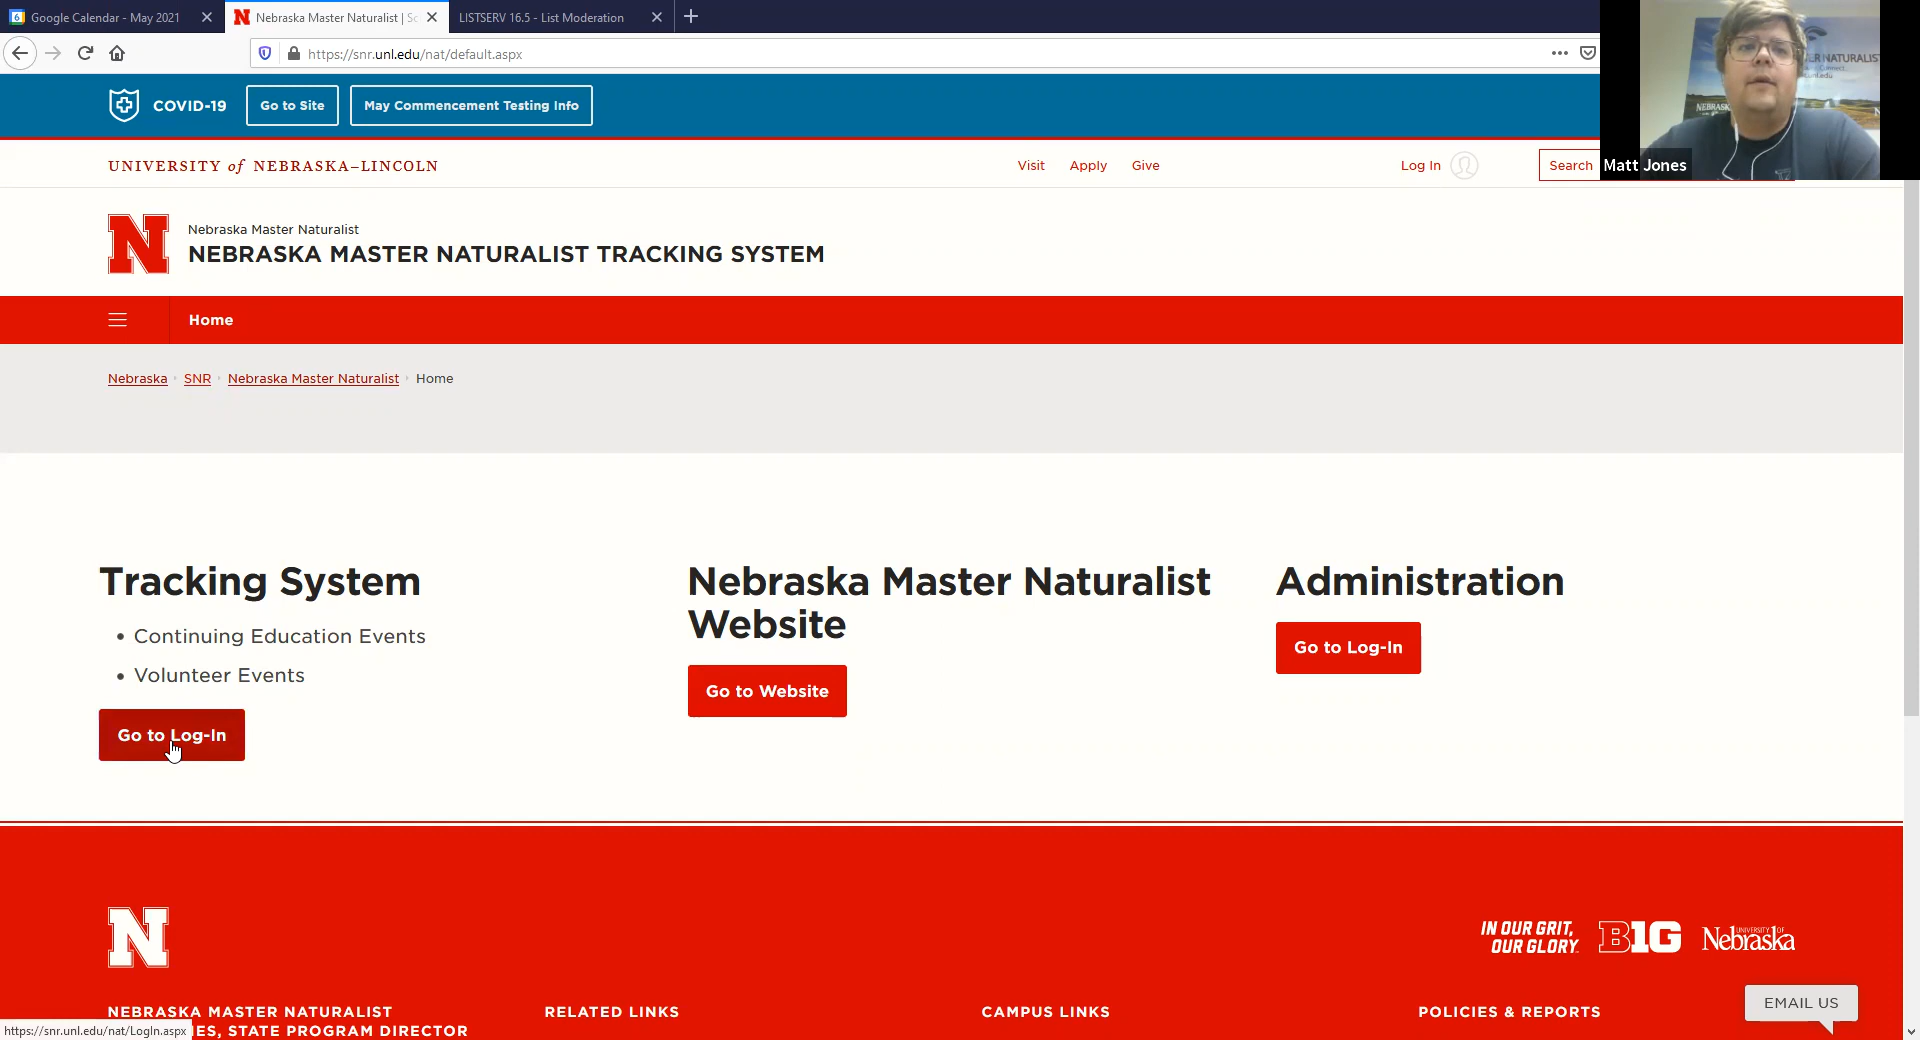 Google Calendar - May 2021
Nebraska Master Naturalist | Sc
LISTSERV 16.5 - List Moderation
https://snr.unl.edu/nat/default.aspx
COVID-19
Go to Site
May Commencement Testing Info
UNIVERSITY of NEBRASKA–LINCOLN
Visit
Apply
Give
Log In
Search
ER NATURALIS
NEBRASK
Matt Jones
Nebraska Master Naturalist
NEBRASKA MASTER NATURALIST TRACKING SYSTEM
Home
Nebraska
SNR
Nebraska Master Naturalist
Home
Tracking System
• Continuing Education Events
• Volunteer Events
Go to Log-In
Nebraska Master Naturalist
Website
Go to Website
Administration
Go to Log-In
N
IN OUR GRIT,
OUR GLORY.
B1G
UNIVERSITY OF
Nebraska
NEBRASKA MASTER NATURALIST
ES, STATE PROGRAM DIRECTOR
RELATED LINKS
CAMPUS LINKS
POLICIES & REPORTS
EMAIL US
https://snr.unl.edu/nat/LogIn.aspx